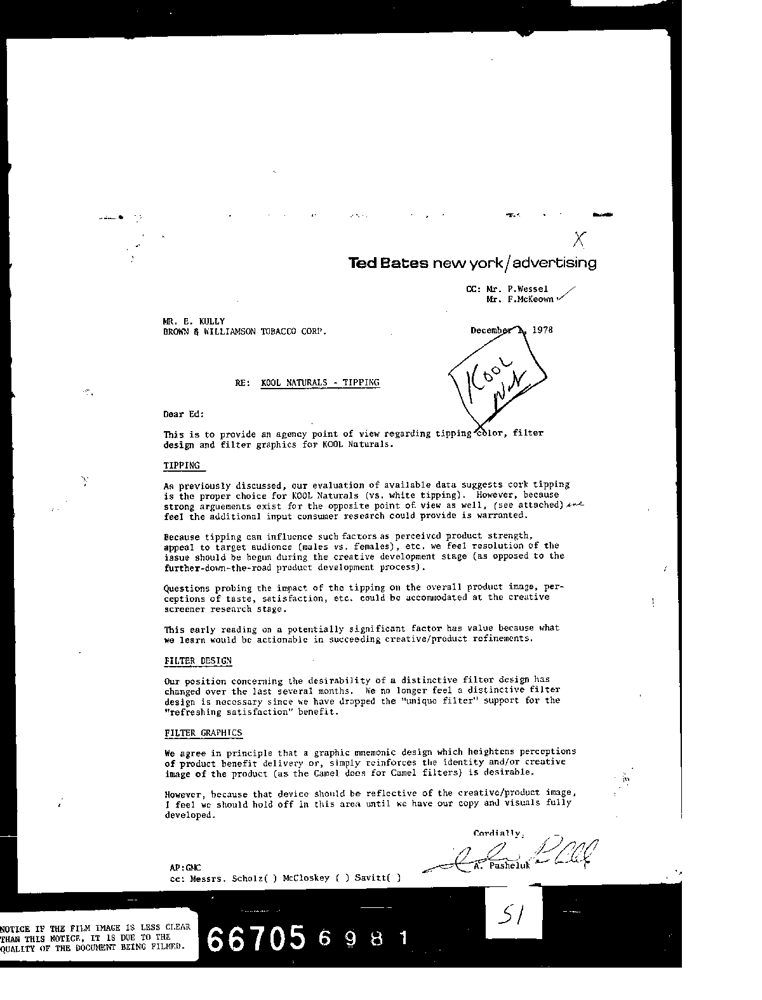 X
Ted Bates new york/advertising
CC: Mr. P.Wessel
Mr. F.McKeown
MR. E. KULLY
BROWN & WILLIAMSON TOBACCO CORP.
December 1, 1978
KOOL
Nat
RE: KOOL NATURALS - TIPPING
Dear Ed:
This is to provide an agency point of view regarding tipping color, filter
design and filter graphics for KOOL Naturals.
TIPPING
As previously discussed, our evaluation of available data suggests cork tipping
is the proper choice for KOOL Naturals (vs. white tipping). However, because
strong arguements exist for the opposite point of view as well, (see attached) and
feel the additional input consumer research could provide is warranted.
Because tipping can influence such factors as perceived product strength,
appeal to target audience (males vs. females), etc. we feel resolution of the
issue should be begun during the creative development stage (as opposed to the
further-down-the-road product development process).
Questions probing the impact of the tipping on the overall product image, per-
ceptions of taste, satisfaction, etc. could be accommodated at the creative
screener research stage.
This early reading on a potentially significant factor has value because what
we learn would be actionable in succeeding creative/product refinements.
FILTER DESIGN
Our position concerning the desirability of a distinctive filter design has
changed over the last several months. We no longer feel a distinctive filter
design is necessary since we have dropped the "unique filter" support for the
"refreshing satisfaction" benefit.
FILTER GRAPHICS
We agree in principle that a graphic mnemonic design which heightens perceptions
of product benefit delivery or, simply reinforces the identity and/or creative
image of the product (as the Camel does for Camel filters) is desirable.
However, because that device should be reflective of the creative/product image,
I feel we should hold off in this area until we have our copy and visuals fully
developed.
Cordially,
A. Pasheluk
AP:GMC
cc: Messrs. Scholz( ) McCloskey ( ) Savitt( )
51
NOTICE IF THE FILM IMAGE IS LESS CLEAR
THAN THIS NOTICE, IT IS DUE TO THE
QUALITY OF THE DOCUMENT BEING FILMED.
66705 6981